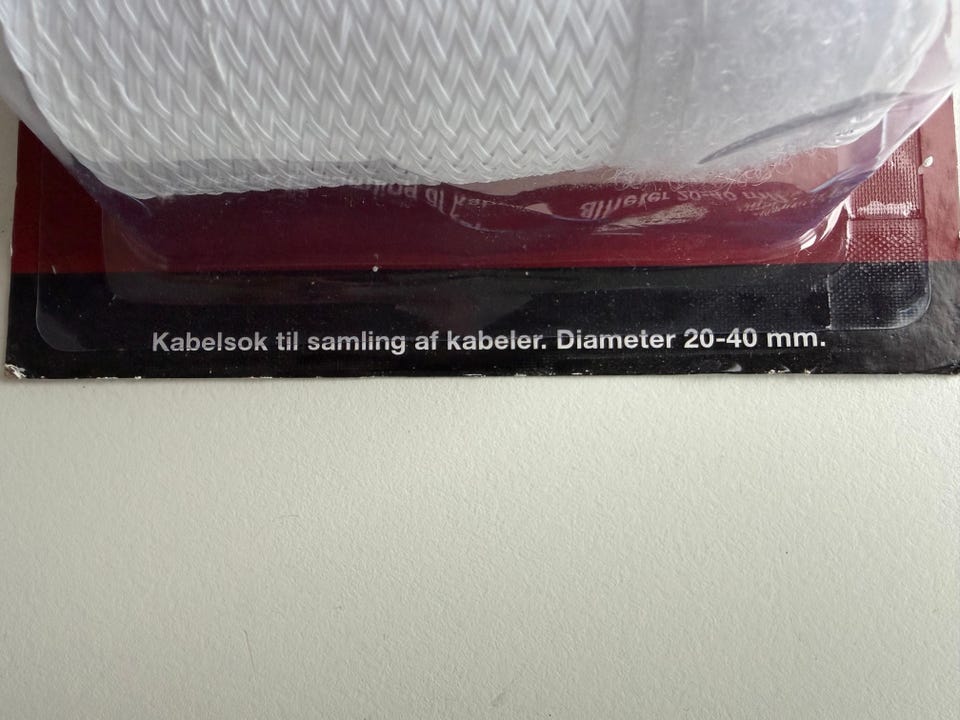 Kabelsok til samling af kabeler. Diameter 20-40 mm.